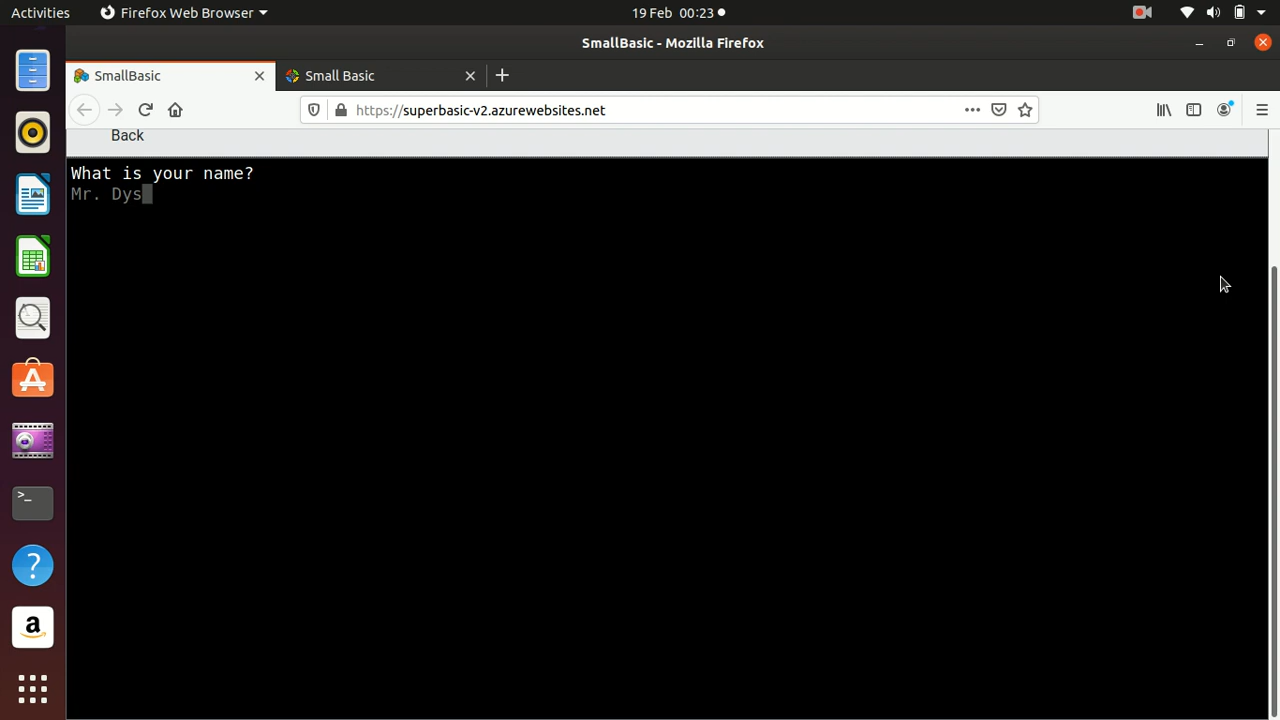 Activities
Firefox Web Browser
19 Feb 00:23
SmallBasic - Mozilla Firefox
SmallBasic
Small Basic
https://superbasic-v2.azurewebsites.net
Back
What is your name?
Mr. Dys